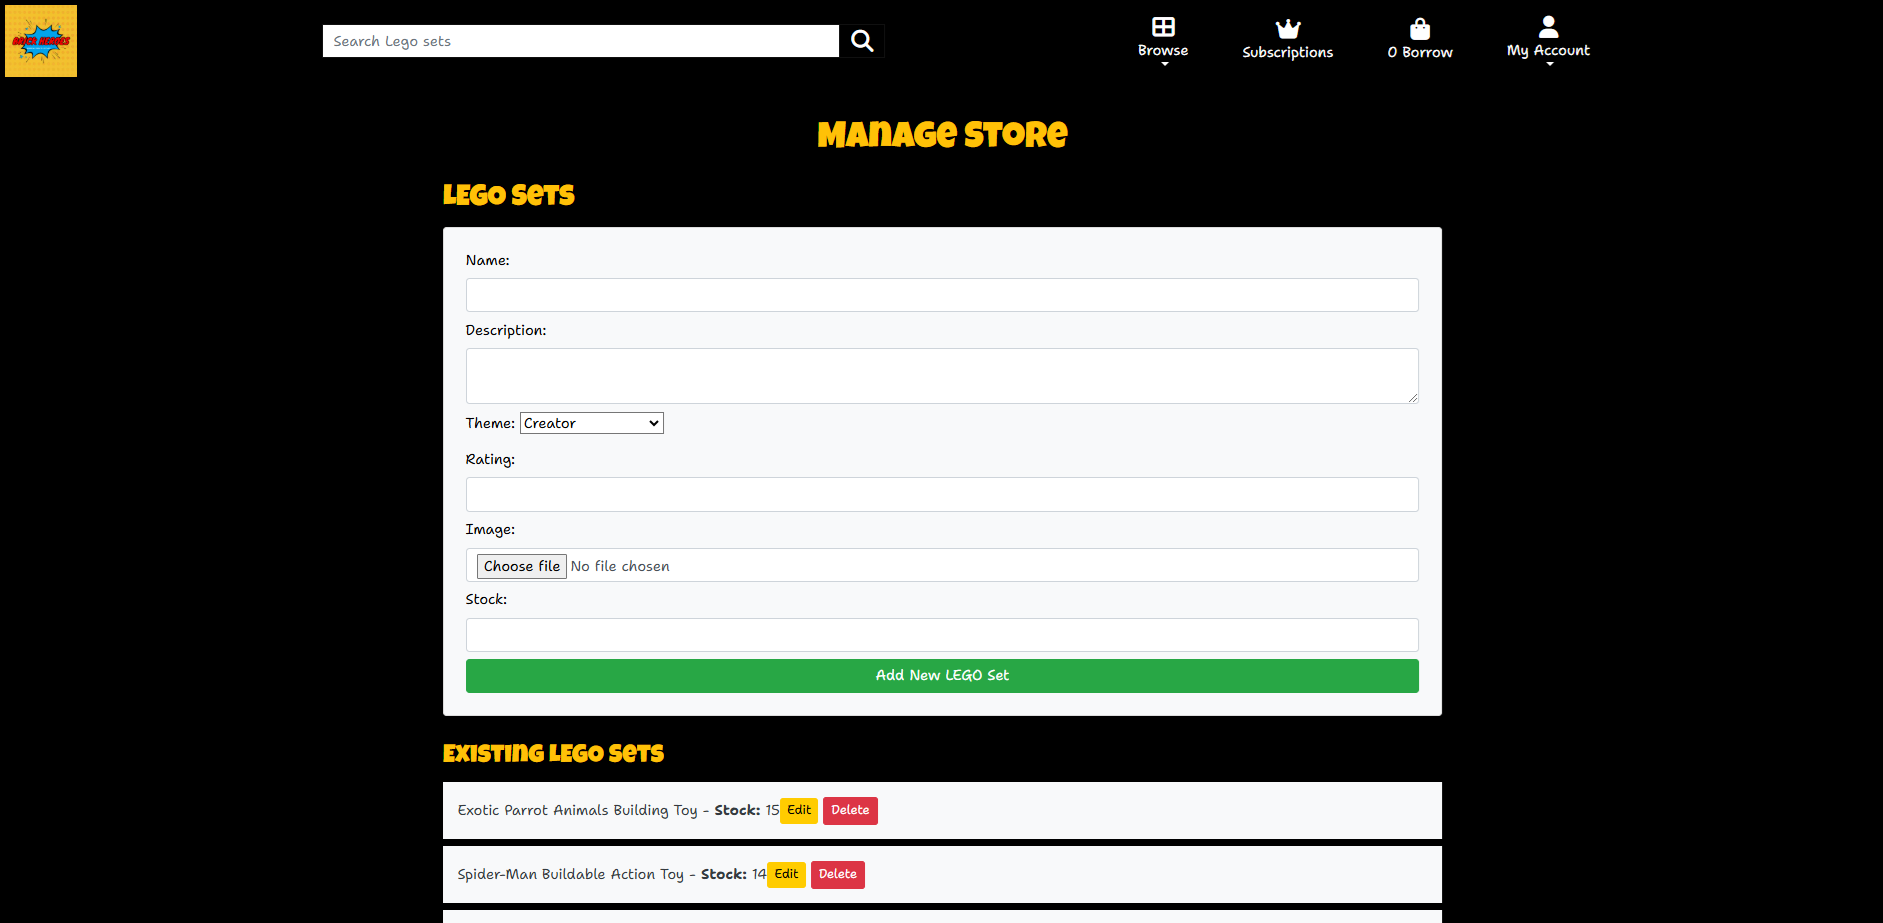 BRICK HEROES
Search Lego sets
Browse
Subscriptions
0 Borrow
My Account
Manage Store
LEGO Sets
Name:
Description:
Theme: Creator
Rating:
Image:
Choose file No file chosen
Stock:
Add New LEGO Set
Existing LEGO Sets
Exotic Parrot Animals Building Toy - Stock: 15 Edit Delete
Spider-Man Buildable Action Toy - Stock: 14 Edit Delete